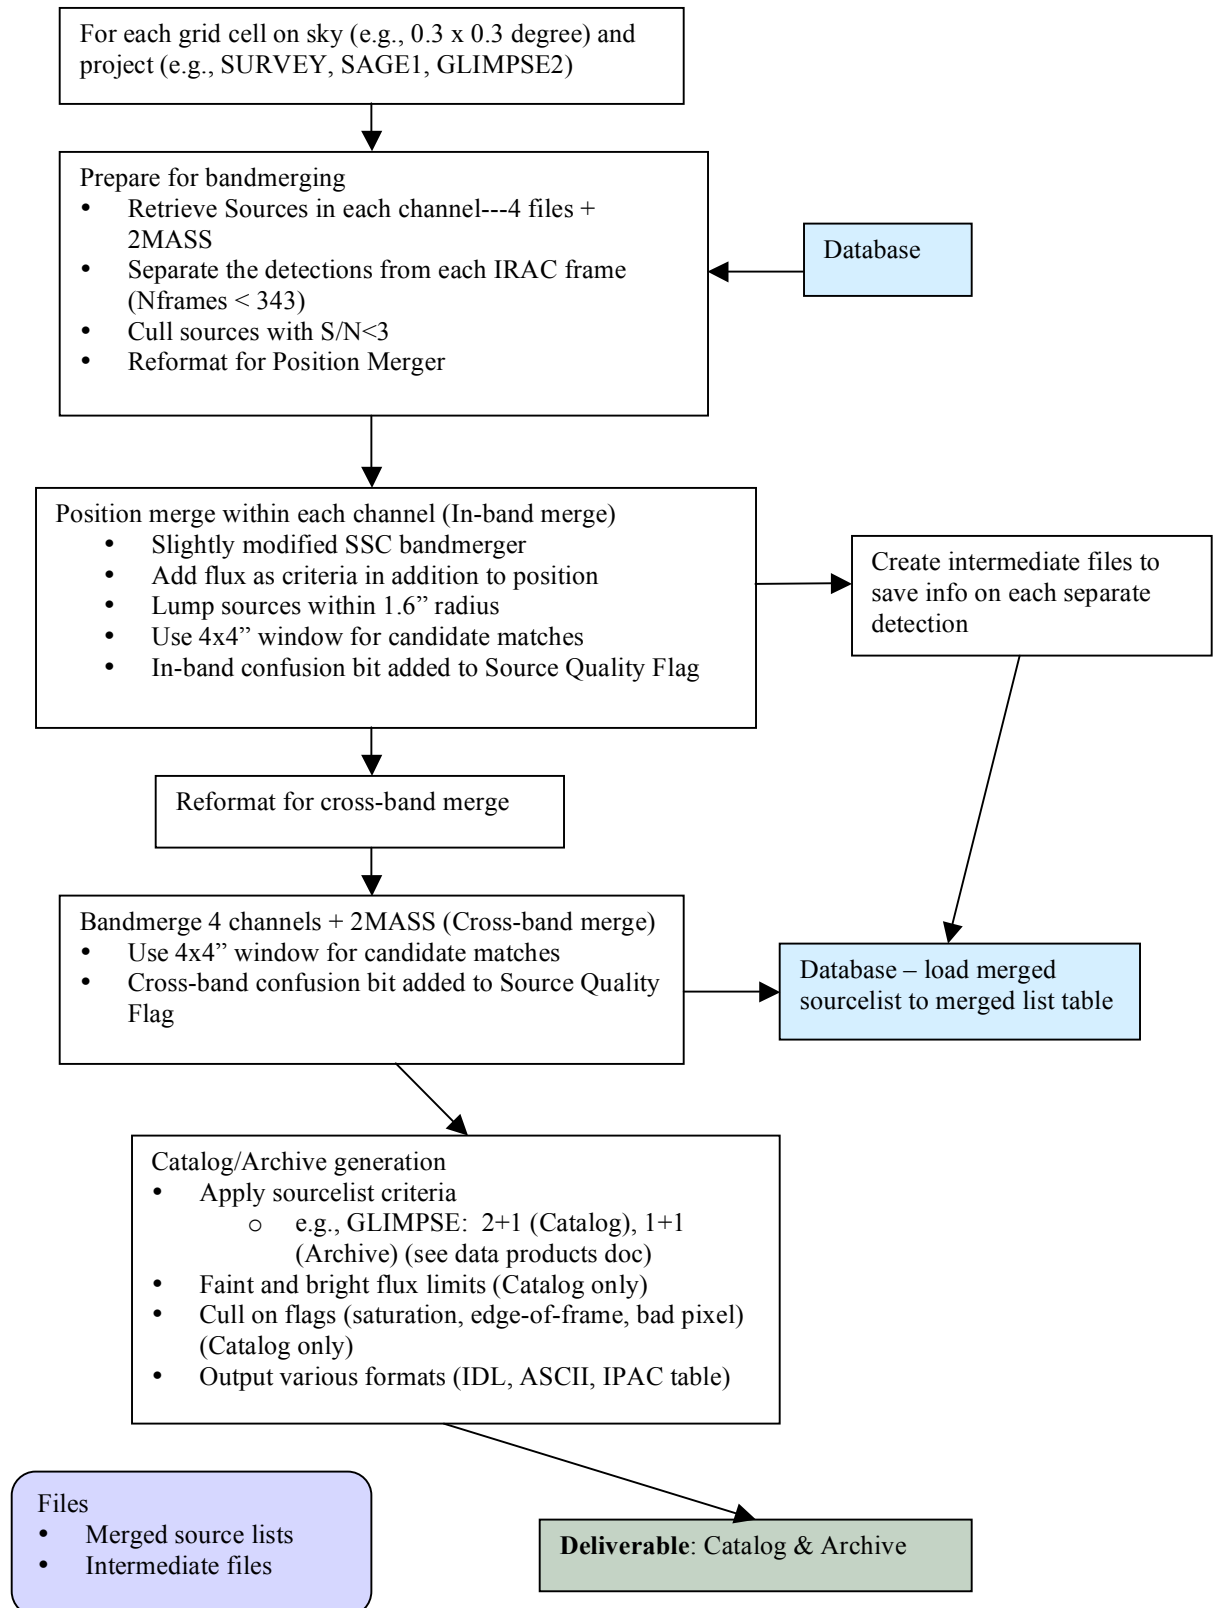 For each grid cell on sky (e.g., 0.3 x 0.3 degree) and
project (e.g., SURVEY, SAGE1, GLIMPSE2)
Prepare for bandmerging
• Retrieve Sources in each channel---4 files +
2MASS
• Separate the detections from each IRAC frame
(Nframes < 343)
• Cull sources with S/N<3
• Reformat for Position Merger
Database
Position merge within each channel (In-band merge)
• Slightly modified SSC bandmerger
• Add flux as criteria in addition to position
• Lump sources within 1.6” radius
• Use 4x4” window for candidate matches
• In-band confusion bit added to Source Quality Flag
Create intermediate files to
save info on each separate
detection
Reformat for cross-band merge
Bandmerge 4 channels + 2MASS (Cross-band merge)
• Use 4x4” window for candidate matches
• Cross-band confusion bit added to Source Quality
Flag
Database – load merged
sourcelist to merged list table
Catalog/Archive generation
• Apply sourcelist criteria
o e.g., GLIMPSE: 2+1 (Catalog), 1+1
(Archive) (see data products doc)
• Faint and bright flux limits (Catalog only)
• Cull on flags (saturation, edge-of-frame, bad pixel)
(Catalog only)
• Output various formats (IDL, ASCII, IPAC table)
Files
• Merged source lists
• Intermediate files
Deliverable: Catalog & Archive